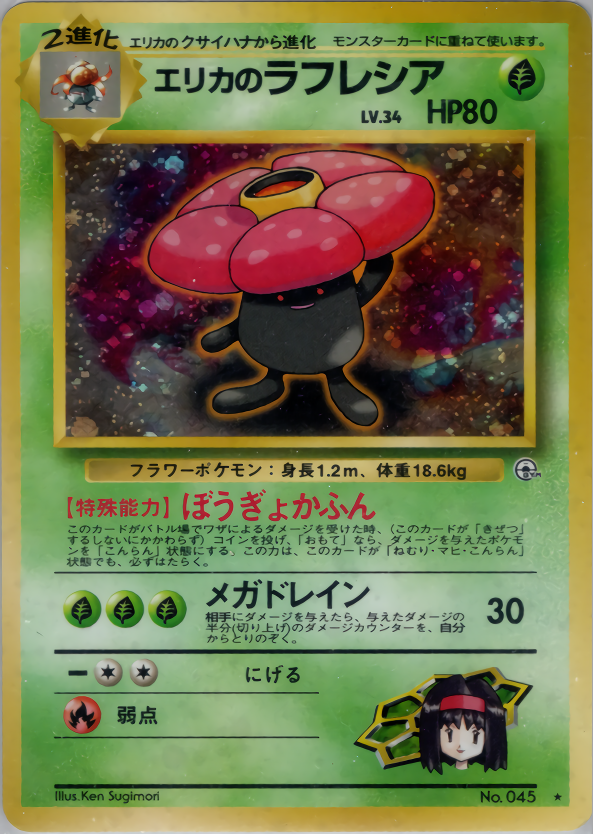 2進化
エリカのクサイハナから進化 モンスターカードに重ねて使います。
エリカのラフレシア
LV.34 HP80
フラワーポケモン：身長1.2m、体重18.6kg
GYM
【特殊能力】ぼうぎょかふん
このカードがバトル場でワザによるダメージを受けた時、（このカードが「きぜつ」
するしないにかかわらず）コインを投げ、「おもて」なら、ダメージを与えたポケモ
ンを「こんらん」状態にする。この力は、このカードが「ねむり・マヒ・こんらん」
状態でも、必ずはたらく。
メガドレイン 30
相手にダメージを与えたら、与えたダメージの
半分(切り上げ)のダメージカウンターを、自分
からとりのぞく。
にげる
弱点
Illus.Ken Sugimori
No. 045 ★